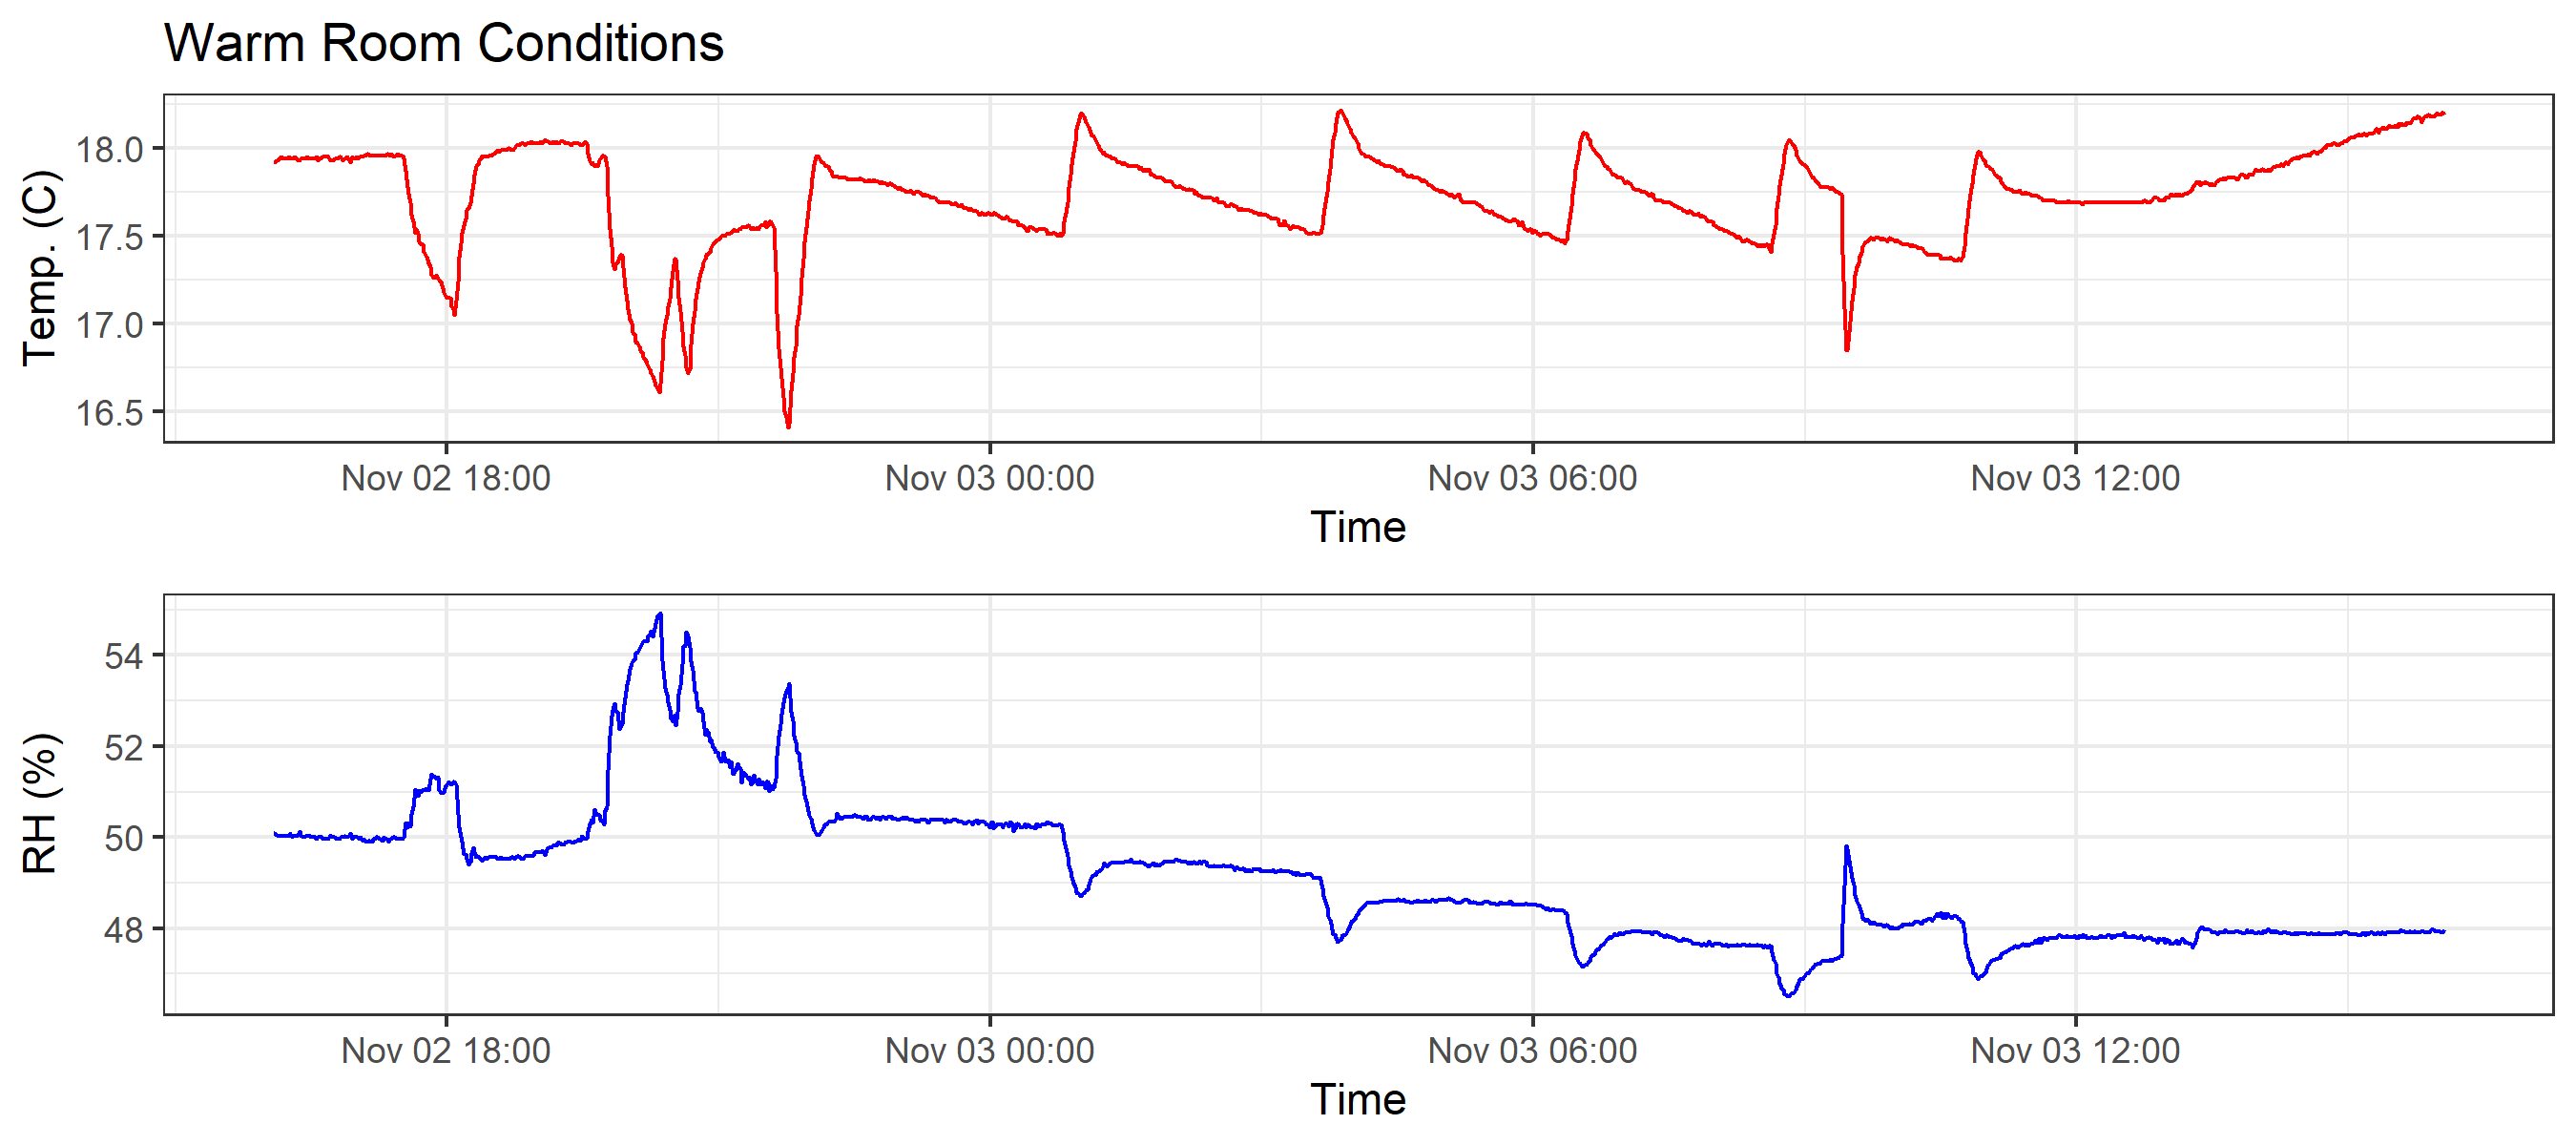 Warm Room Conditions
Temp. (C)
18.0
17.5
17.0
16.5
Nov 02 18:00 Nov 03 00:00 Nov 03 06:00 Nov 03 12:00
Time
RH (%)
54
52
50
48
Nov 02 18:00 Nov 03 00:00 Nov 03 06:00 Nov 03 12:00
Time